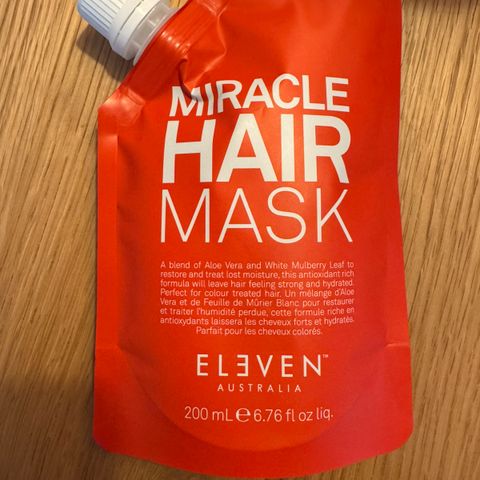 MIRACLE
HAIR
MASK
A blend of Aloe Vera and White Mulberry Leaf to
restore and treat lost moisture, this antioxidant rich
formula will leave hair feeling strong and hydrated.
Perfect for colour treated hair. Un mélange d'Aloe
Vera et de Feuille de Mûrier Blanc pour restaurer
et traiter l'humidité perdue, cette formule riche en
antioxydants laissera les cheveux forts et hydratés.
Parfait pour les cheveux colorés.
ELEVEN™
AUSTRALIA
200 mL ℮ 6.76 fl oz liq.